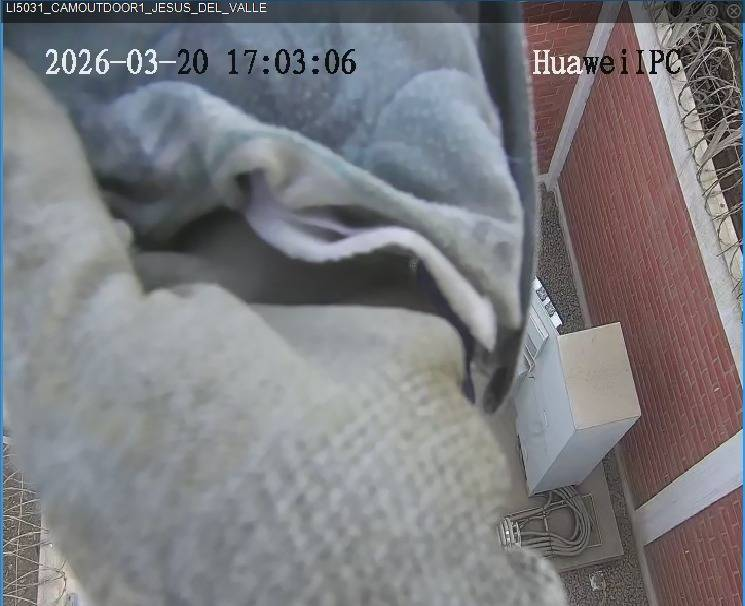 LI5031_CAMOUTDOOR1_JESUS_DEL_VALLE
2026-03-20 17:03:06
HuaweiIPC